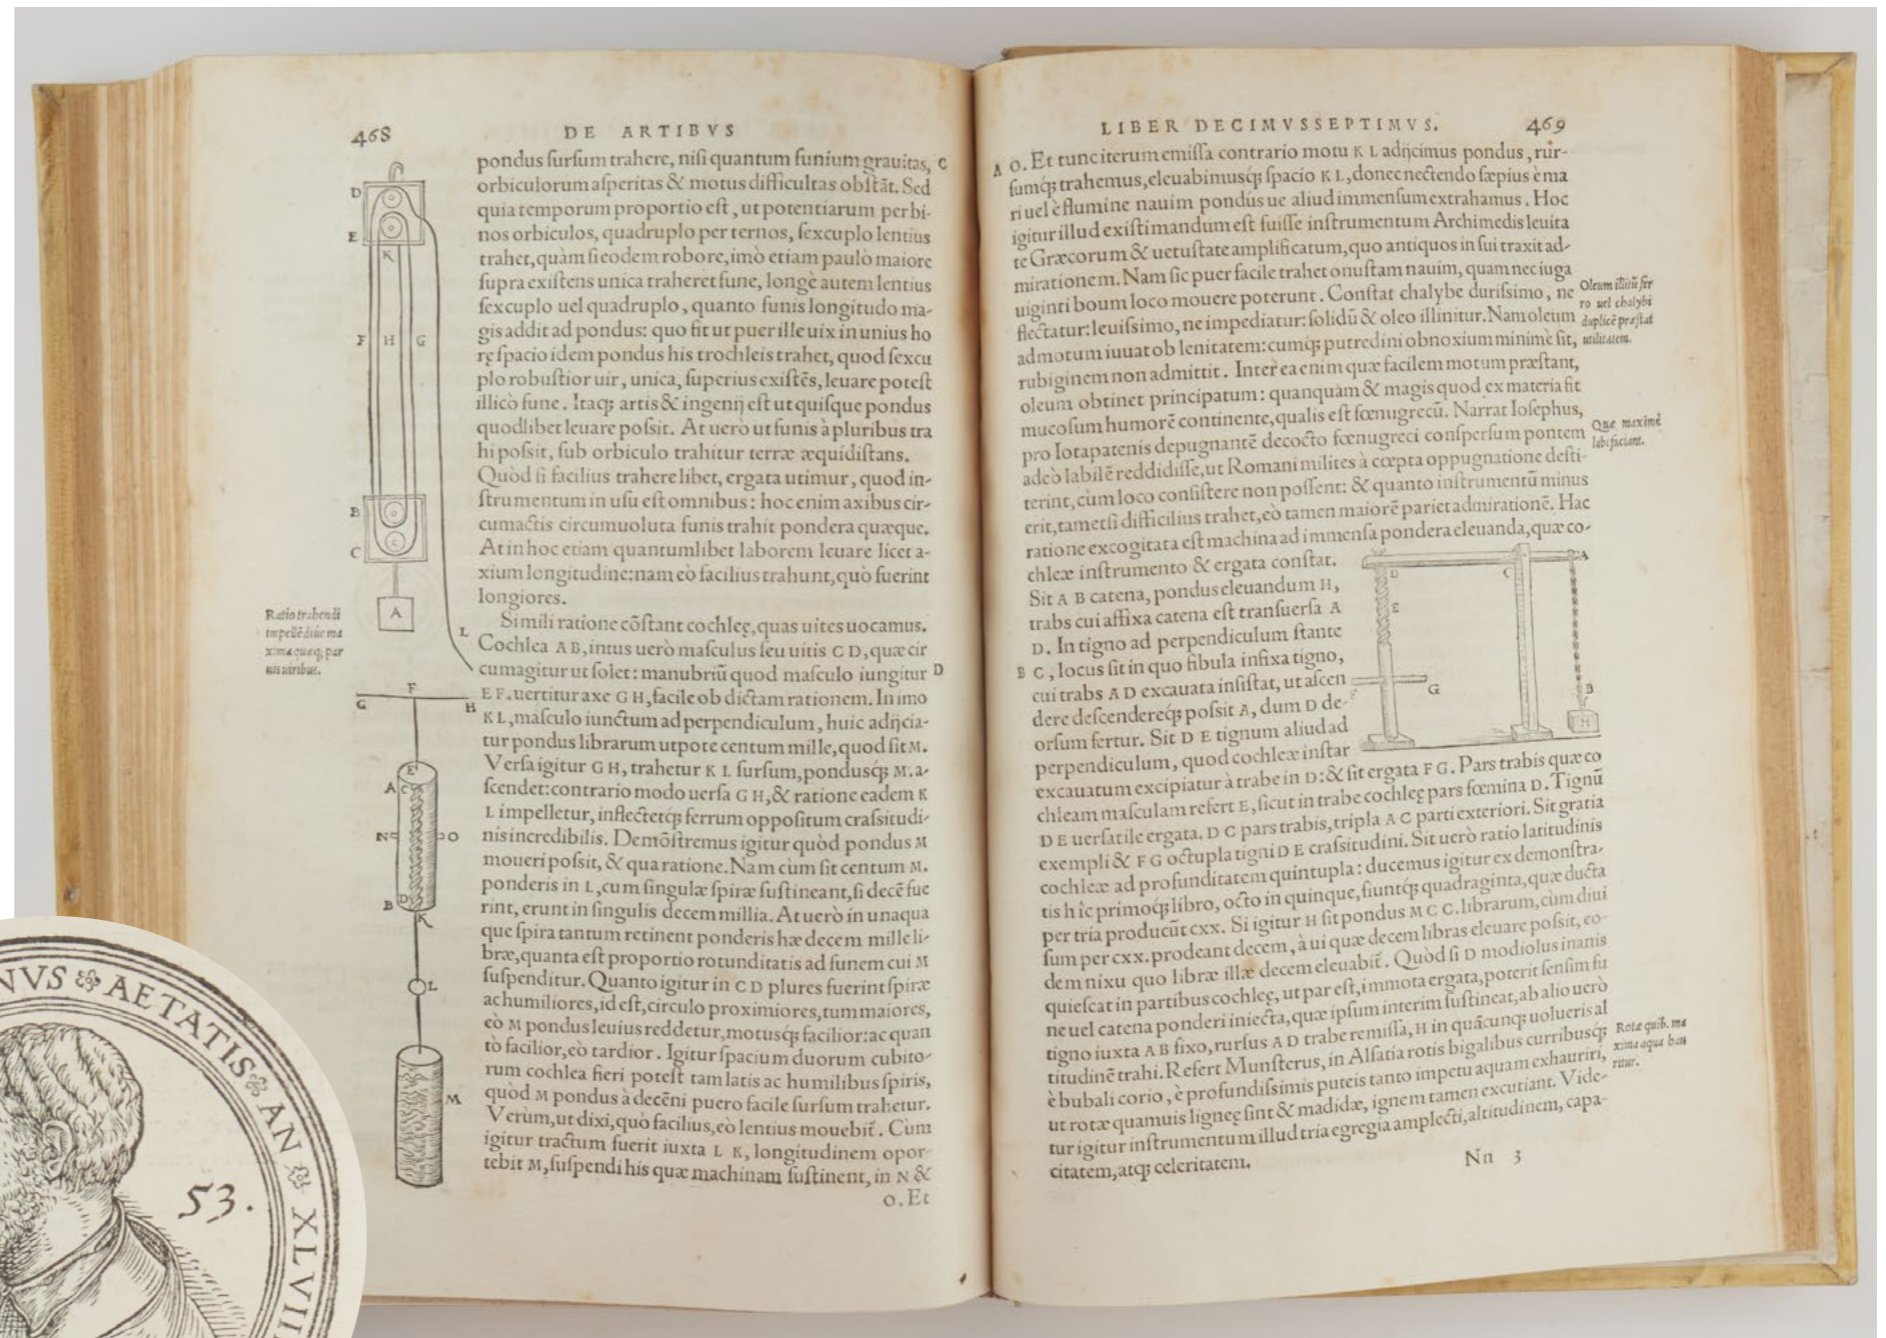 468 DE ARTIBVS
pondus ſurſum trahere, niſi quantum funium grauitas, C
orbiculorum aſperitas & motus difficultas obſtāt. Sed
quia temporum proportio eſt, ut potentiarum per bi-
nos orbiculos, quadruplo per ternos, ſexcuplo lentius
trahet, quàm ſi eodem robore, imò etiam paulò maiore
ſupra exiſtens unica traheret fune, longè autem lentius
ſexcuplo uel quadruplo, quanto funis longitudo ma-
gis addit ad pondus: quo fit ut puer ille uix in unius ho
rę ſpacio idem pondus his trochleis trahet, quod ſexcu
plo robuſtior uir, unica, ſuperius exiſtēs, leuare poteſt
illicò fune. Itaq; artis & ingenij eſt ut quiſque pondus
quodlibet leuare poſsit. At uerò ut funis à pluribus tra
hi poſsit, ſub orbiculo trahitur terræ æquidiſtans.
Quòd ſi facilius trahere libet, ergata utimur, quod in-
ſtrumentum in uſu eſt omnibus: hoc enim axibus cir-
cumactis circumuoluta funis trahit pondera quæque.
At in hoc etiam quantumlibet laborem leuare licet a-
xium longitudine: nam eò facilius trahunt, quò fuerint
longiores.
Simili ratione cōſtant cochlę, quas uites uocamus.
Cochlea A B, intus uerò maſculus ſeu uitis C D, quæ cir
cumagitur ut ſolet: manubriū quod maſculo iungitur D
E F. uertitur axe G H, facile ob dictam rationem. In imo
K L, maſculo iunctum ad perpendiculum, huic adijcia-
tur pondus librarum utpote centum mille, quod ſit M.
Verſa igitur G H, trahetur K L ſurſum, pondusq́; M. a-
ſcendet: contrario modo uerſa G H, & ratione eadem K
L impelletur, inflectetq́; ferrum oppoſitum craſsitudi-
nis incredibilis. Demōſtremus igitur quòd pondus M
moueri poſsit, & qua ratione. Nam cùm ſit centum M.
ponderis in L, cum ſingulæ ſpiræ ſuſtineant, ſi decē fue
rint, erunt in ſingulis decem millia. At uerò in unaqua
que ſpira tantum retinent ponderis hæ decem mille li-
bræ, quanta eſt proportio rotunditatis ad funem cui M
ſuſpenditur. Quanto igitur in C D plures fuerint ſpiræ
ac humiliores, id eſt, circulo proximiores, tum maiores,
eò M pondus leuius reddetur, motusq́; facilior: ac quan
tò facilior, eò tardior. Igitur ſpacium duorum cubito-
rum cochlea fieri poteſt tam latis ac humilibus ſpiris,
quòd M pondus à decēni puero facile ſurſum trahetur.
Verùm, ut dixi, quò facilius, eò lentius mouebit̃. Cùm
igitur tractum fuerit iuxta L K, longitudinem opor
tebit M, ſuſpendi his quæ machinam ſuſtinent, in N &
O. Et
Ratio trahendi
maximaquæq; par
uis uiribus.
D
E
K
F H G
B
C
A
L
F
G H
E
A C
N O
D
B
K
L
M
LIBER DECIMVSSEPTIMVS. 469
A O. Et tunc iterum emiſſa contrario motu K L adijcimus pondus, rúr-
ſumq́; trahemus, eleuabimusq́; ſpacio K L, donec nectendo ſæpius è ma
ri uel è flumine nauim pondús ue aliud immenſum extrahamus. Hoc
igitur illud exiſtimandum eſt fuiſſe inſtrumentum Archimedis leuita
te Græcorum & uetuſtate amplificatum, quo antiquos in ſui traxit ad-
mirationem. Nam ſic puer facile trahet onuſtam nauim, quam nec iuga
uiginti boum loco mouere poterunt. Conſtat chalybe duriſsimo, ne
flectatur: leuiſsimo, ne impediatur: ſolidū & oleo illinitur. Nam oleum
admotum iuuat ob lenitatem: cumq́; putredini obnoxium minimè ſit,
rubiginem non admittit. Inter ea enim quæ facilem motum præſtant,
oleum obtinet principatum: quanquàm & magis quod ex materia fit
mucoſum humorē continente, qualis eſt fœnugrecū. Narrat Ioſephus,
pro Iotapatenis depugnantē decocto fœnugreci conſperſum pontem
adeò labilē reddidiſſe, ut Romani milites à cœpta oppugnatione deſti-
terint, cùm loco conſiſtere non poſſent: & quanto inſtrumentū minus
erit, tametſi difficilius trahet, eò tamen maiorē pariet admirationē. Hac
ratione excogitata eſt machina ad immenſa pondera eleuanda, quæ co-
chleæ inſtrumento & ergata conſtat.
Sit A B catena, pondus eleuandum H,
trabs cui affixa catena eſt tranſuerſa A
D. In tigno ad perpendiculum ſtante
B C, locus ſit in quo fibula infixa tigno,
cui trabs A D excauata inſiſtat, ut aſcen
dere deſcendereq́; poſsit A, dum D de-
orſum fertur. Sit D E tignum aliud ad
perpendiculum, quod cochleæ inſtar
excauatum excipiatur à trabe in D: & ſit ergata F G. Pars trabis quæ co
chleam maſculam refert E, ſicut in trabe cochlę pars fœmina D. Tignū
D E uerſatile ergata. D C pars trabis, tripla A C parti exteriori. Sit gratia
exempli & F G octupla tigni D E craſsitudini. Sit uerò ratio latitudinis
cochleæ ad profunditatem quintupla: ducemus igitur ex demonſtra-
tis hîc primoq́; libro, octo in quinque, fiuntq́; quadraginta, quæ ducta
per tria producūt CXX. Si igitur H ſit pondus M C C. librarum, cùm diui
ſum per CXX. prodeant decem, à ui quæ decem libras eleuare poſsit, eo-
dem nixu quo libræ illæ decem eleuabit̃. Quòd ſi D modiolus inanis
quieſcat in partibus cochlę, ut par eſt, immota ergata, poterit ſenſim fu
ne uel catena ponderi iniecta, quæ ipſum interim ſuſtineat, ab alio uerò
tigno iuxta A B fixo, rurſus A D trabe remiſſa, H in quācunq; uolueris al
titudinē trahi. Refert Munſterus, in Alſatia rotis bigalibus curribusq́;
è bubali corio, è profundiſsimis puteis tanto impetu aquam exhauriri,
ut rotæ quamuis lignę ſint & madidæ, ignem tamen excutiant. Vide-
tur igitur inſtrumentum illud tria egregia amplecti, altitudinem, capa-
citatem, atq; celeritatem.
Nn 3
Oleum illitū fer
ro uel chalybi
duplicē præſtat
utilitatem.
Quæ maximè
labi faciant.
Rotæ quib. ma
xima aqua hau
ritur.
A
D C
E
G
B
H
NVS AETATIS AN XLVII
53.